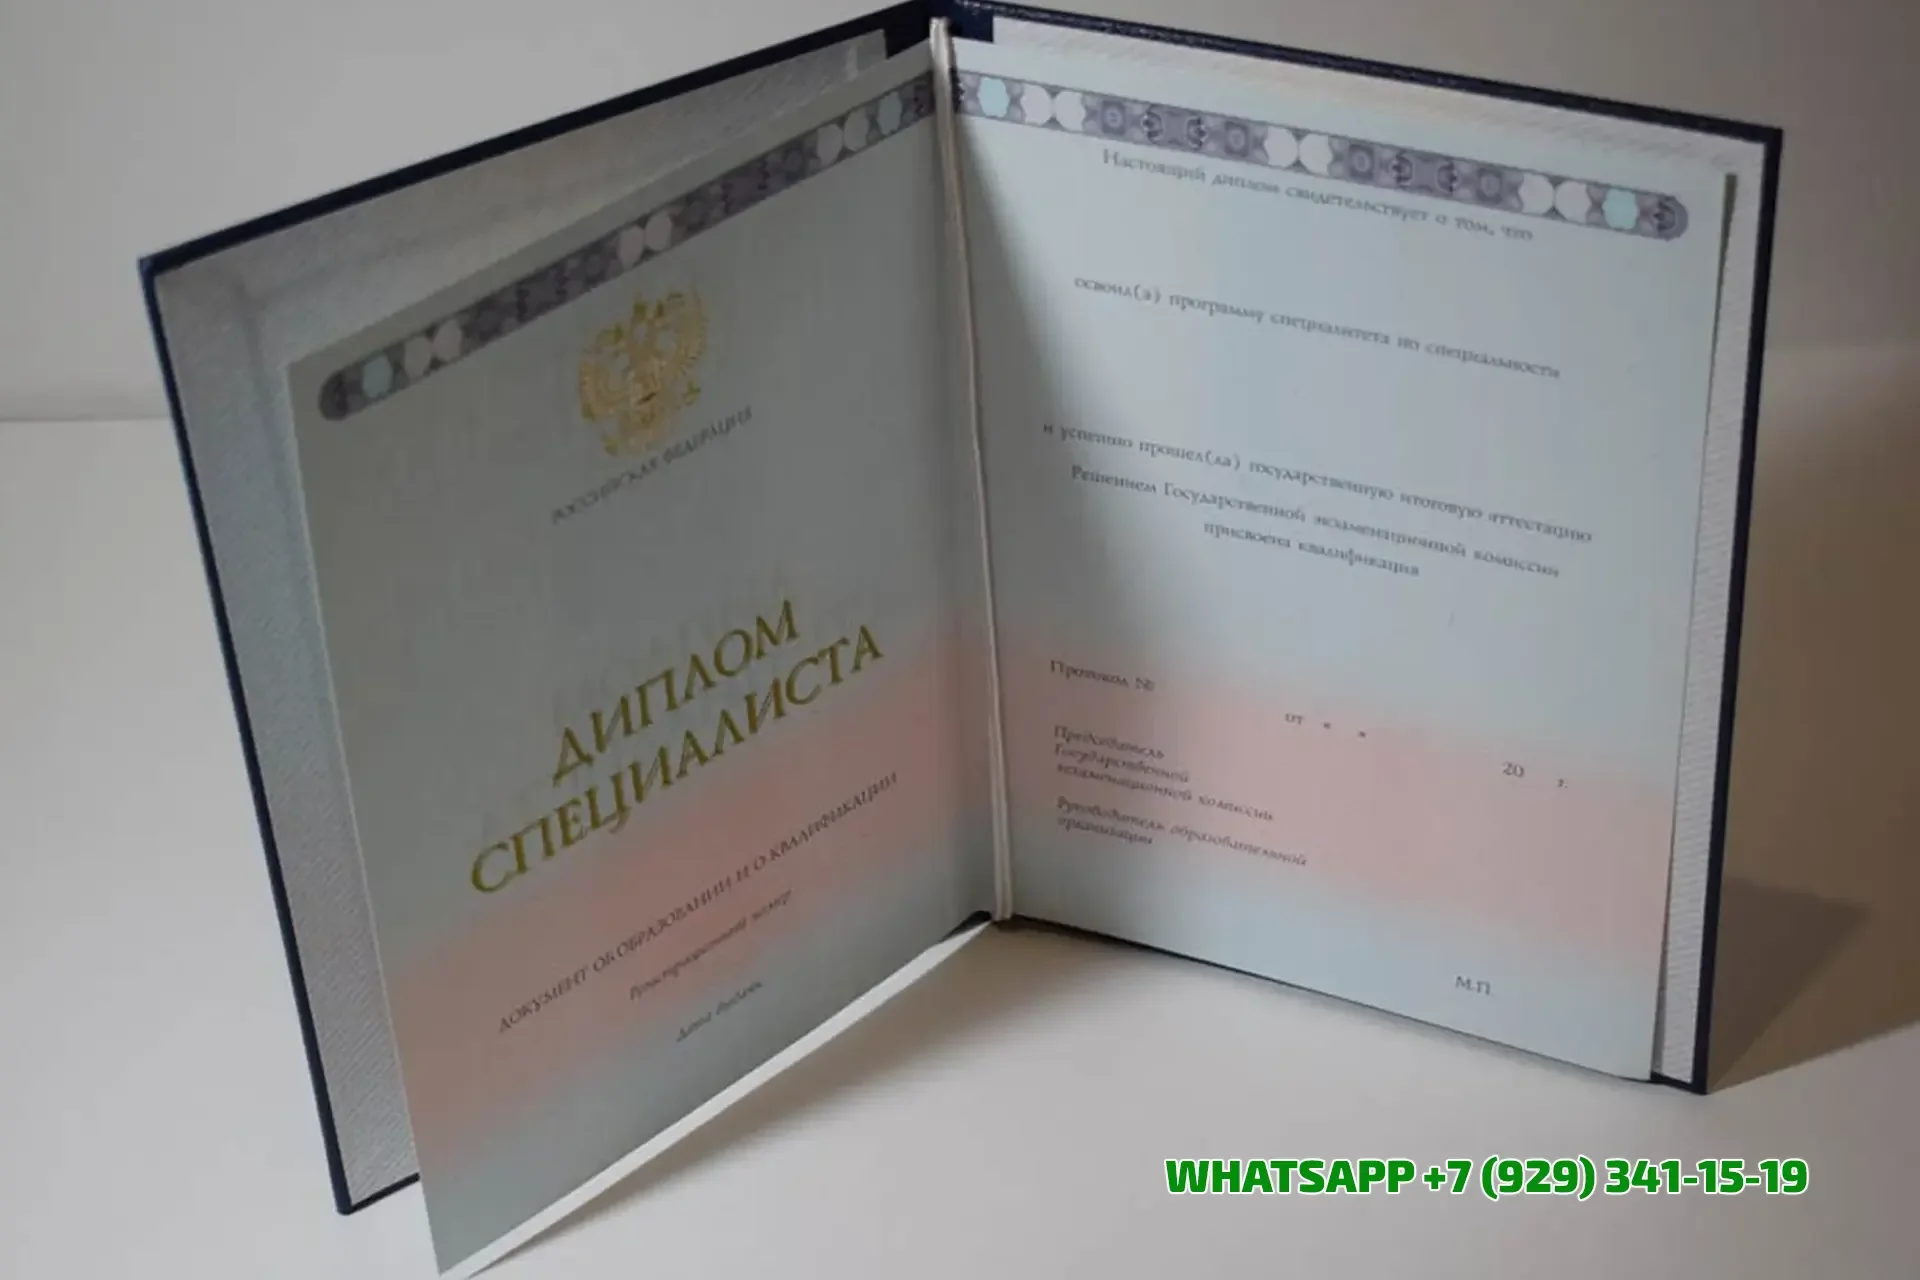 РОССИЙСКАЯ ФЕДЕРАЦИЯ
ДИПЛОМ
СПЕЦИАЛИСТА
ДОКУМЕНТ ОБ ОБРАЗОВАНИИ И О КВАЛИФИКАЦИИ
Регистрационный номер
Дата выдачи
Настоящий диплом свидетельствует о том, что
освоил(а) программу специалитета по специальности
и успешно прошел(ла) государственную итоговую аттестацию
Решением Государственной экзаменационной комиссии
присвоена квалификация
Протокол №
от « » 20 г.
Председатель
Государственной
экзаменационной комиссии
Руководитель образовательной
организации
М.П.
WHATSAPP +7 (929) 341-15-19